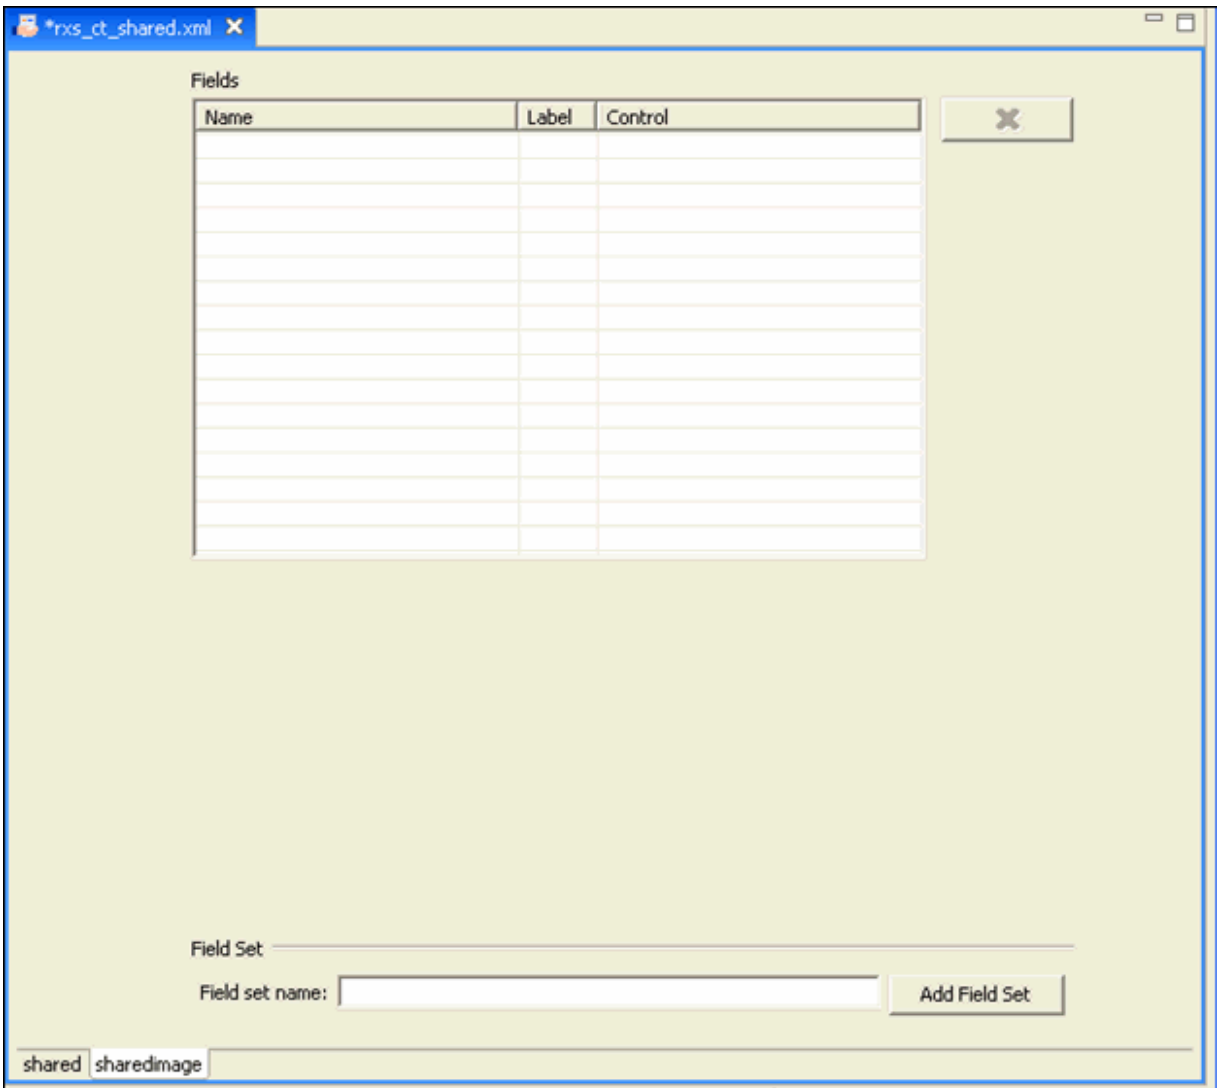 *rxs_ct_shared.xml
Fields
Name Label Control
Field Set
Field set name: Add Field Set
shared sharedimage